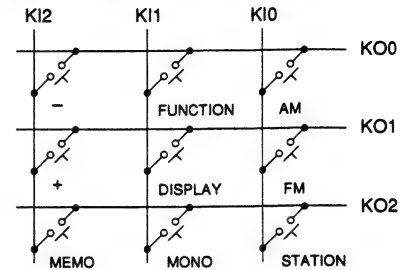 KI2 KI1 KI0
KO0
− FUNCTION AM
KO1
+ DISPLAY FM
KO2
MEMO MONO STATION